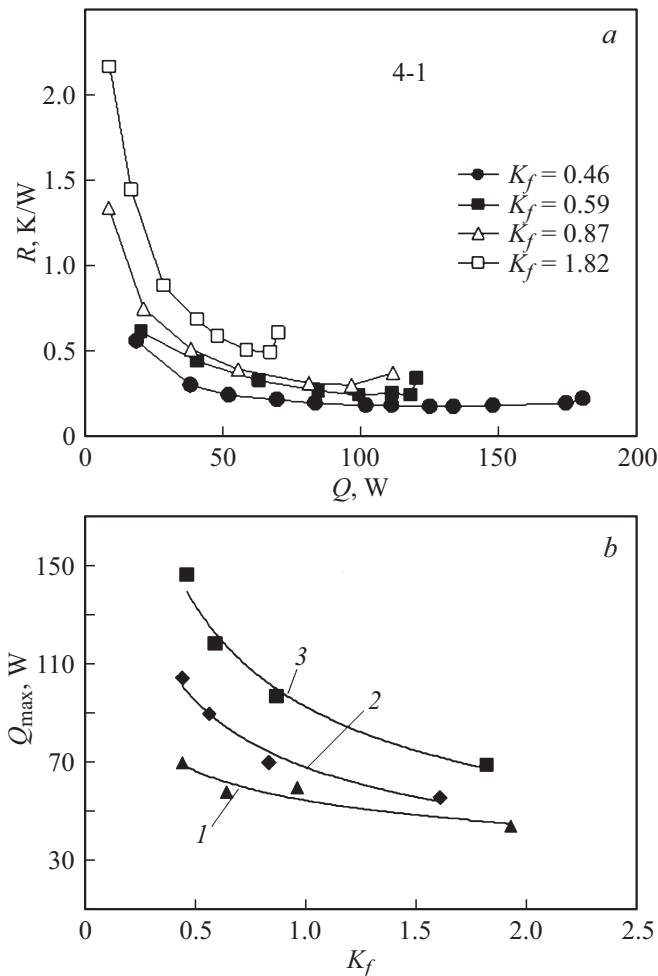 a
4-1
2.0
1.5
1.0
0.5
0
R, K/W
K_f = 0.46
K_f = 0.59
K_f = 0.87
K_f = 1.82
0 50 100 150 200
Q, W
b
150
110
70
30
Q_max, W
3
2
1
0 0.5 1.0 1.5 2.0 2.5
K_f